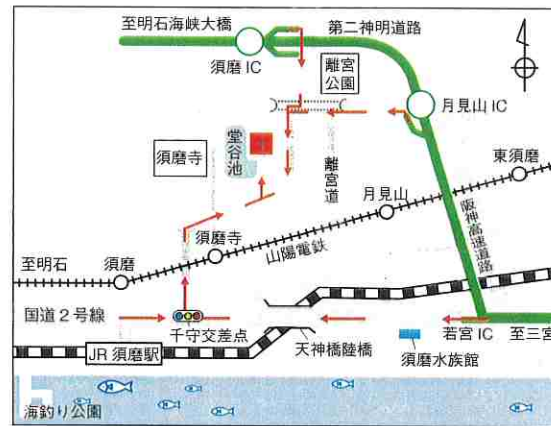 至明石海峡大橋
第二神明道路
須磨 IC
離宮
公園
月見山 IC
堂谷池
須磨寺
離宮道
東須磨
月見山
阪神高速道路
須磨寺
山陽電鉄
至明石
須磨
国道2号線
千守交差点
天神橋陸橋
若宮 IC
至三宮
須磨水族館
JR 須磨駅
海釣り公園